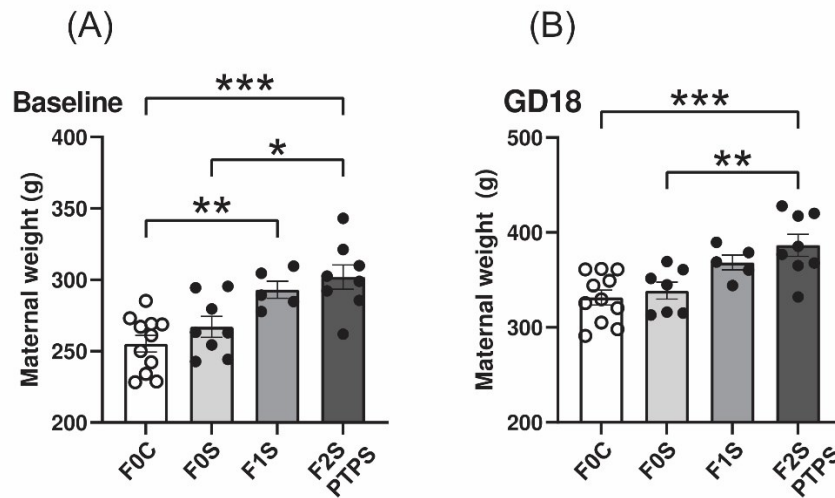 (A)
Baseline
***
*
**
Maternal weight (g)
400
350
300
250
200
F0C
F0S
F1S
F2S
PTPS
(B)
GD18
***
**
Maternal weight (g)
500
400
300
200
F0C
F0S
F1S
F2S
PTPS